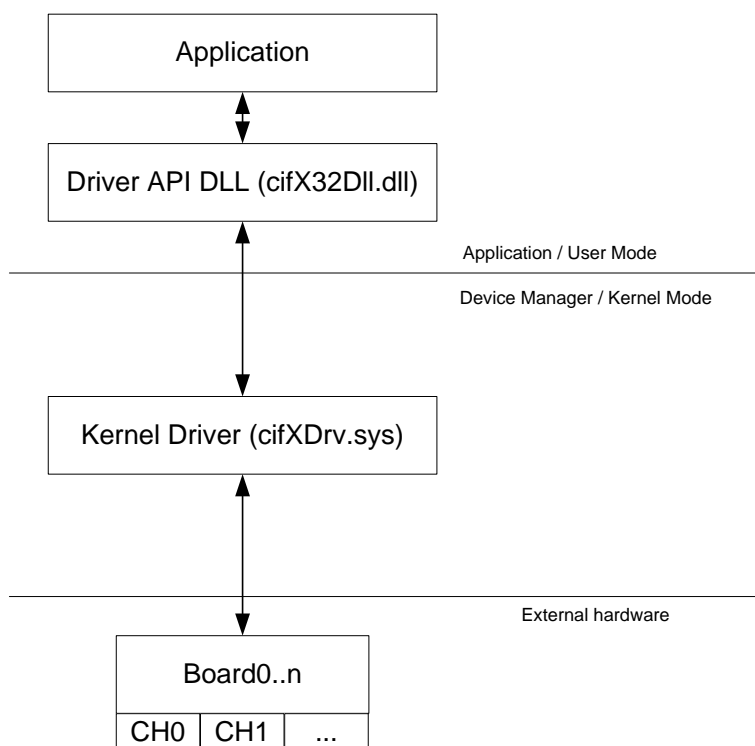 Application
Driver API DLL (cifX32Dll.dll)
Application / User Mode
Device Manager / Kernel Mode
Kernel Driver (cifXDrv.sys)
External hardware
Board0..n
CH0 CH1 ...